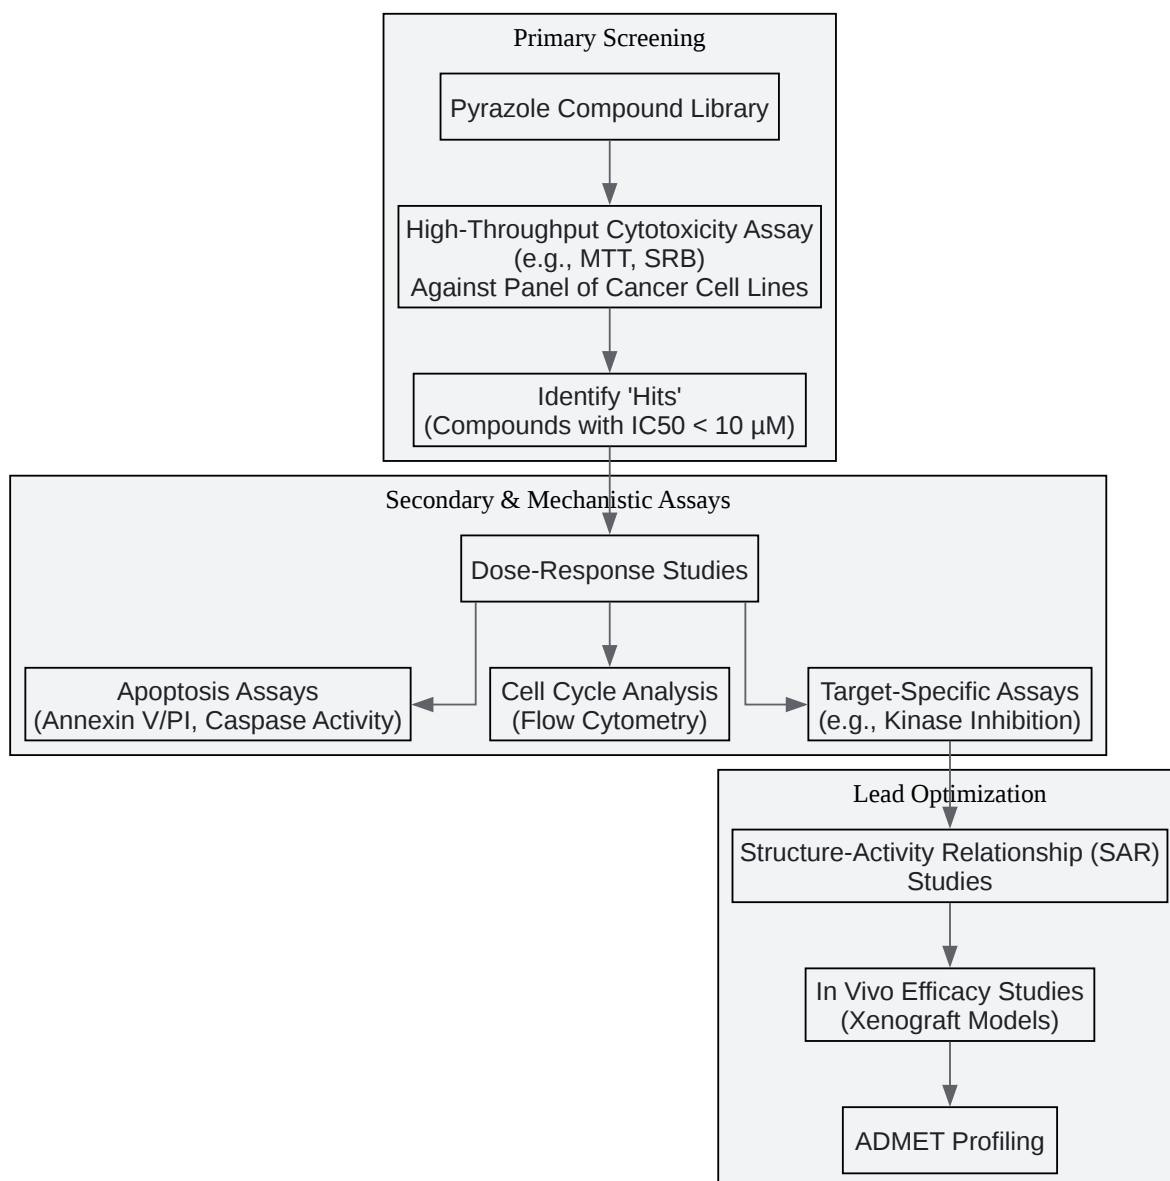 Primary Screening
Pyrazole Compound Library
High-Throughput Cytotoxicity Assay
(e.g., MTT, SRB)
Against Panel of Cancer Cell Lines
Identify 'Hits'
(Compounds with IC50 < 10 µM)
Secondary & Mechanistic Assays
Dose-Response Studies
Apoptosis Assays
(Annexin V/PI, Caspase Activity)
Cell Cycle Analysis
(Flow Cytometry)
Target-Specific Assays
(e.g., Kinase Inhibition)
Lead Optimization
Structure-Activity Relationship (SAR)
Studies
In Vivo Efficacy Studies
(Xenograft Models)
ADMET Profiling